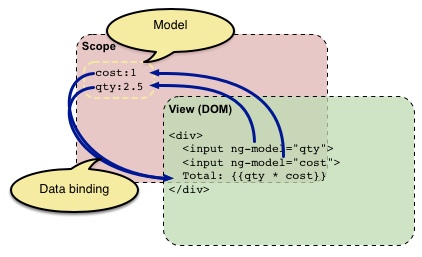 Model
Scope
cost:1
qty:2.5
View (DOM)
<div>
<input ng-model="qty">
<input ng-model="cost">
Total: {{qty * cost}}
</div>
Data binding